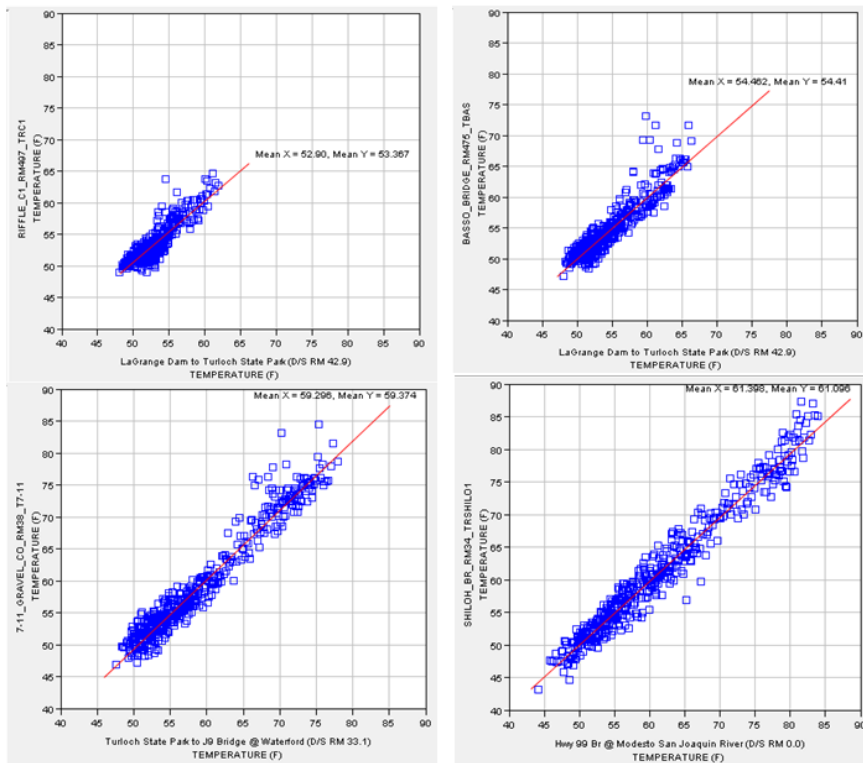 90
85
80
75
70
65
60
55
50
45
40
RIFFLE_C1_RM497_TRC1
TEMPERATURE (F)
Mean X = 52.90, Mean Y = 53.367
40 45 50 55 60 65 70 75 80 85 90
LaGrange Dam to Turloch State Park (D/S RM 42.9)
TEMPERATURE (F)
90
85
80
75
70
65
60
55
50
45
40
BASSO_BRIDGE_RM475_TBAS
TEMPERATURE (F)
Mean X = 54.462, Mean Y = 54.41
40 45 50 55 60 65 70 75 80 85 90
LaGrange Dam to Turloch State Park (D/S RM 42.9)
TEMPERATURE (F)
90
85
80
75
70
65
60
55
50
45
40
7-11_GRAVEL_CO_RM38_T7-11
TEMPERATURE (F)
Mean X = 59.296, Mean Y = 59.374
40 45 50 55 60 65 70 75 80 85 90
Turloch State Park to J9 Bridge @ Waterford (D/S RM 33.1)
TEMPERATURE (F)
90
85
80
75
70
65
60
55
50
45
40
SHILOH_BR_RM34_TRSHILO1
TEMPERATURE (F)
Mean X = 61.398, Mean Y = 61.096
40 45 50 55 60 65 70 75 80 85 90
Hwy 99 Br @ Modesto San Joaquin River (D/S RM 0.0)
TEMPERATURE (F)